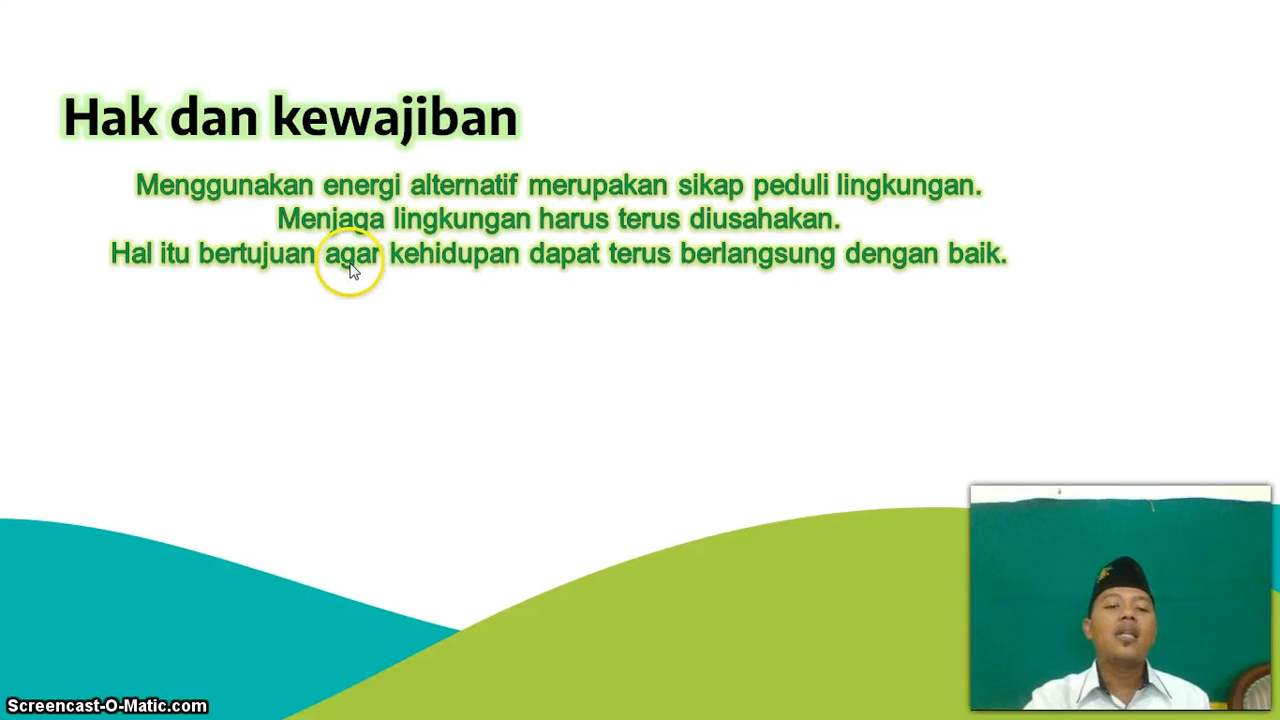 Hak dan kewajiban
Menggunakan energi alternatif merupakan sikap peduli lingkungan.
Menjaga lingkungan harus terus diusahakan.
Hal itu bertujuan agar kehidupan dapat terus berlangsung dengan baik.
Screencast-O-Matic.com